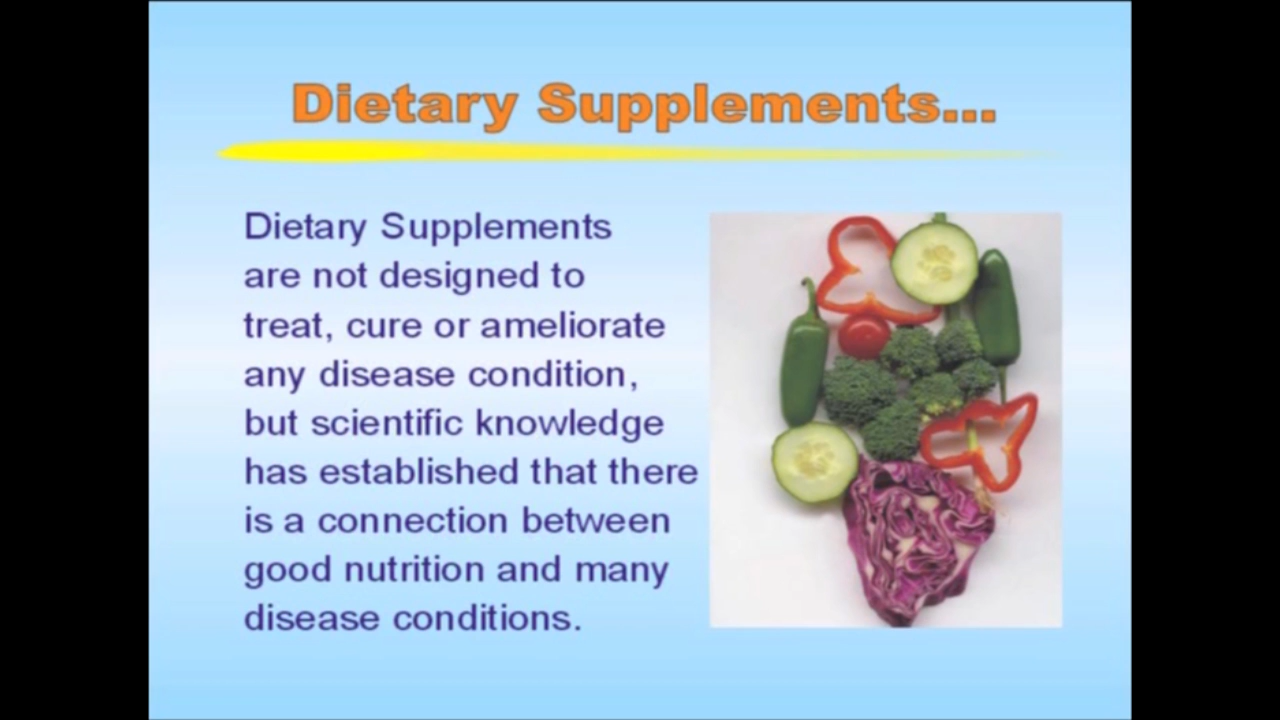 Dietary Supplements...
Dietary Supplements
are not designed to
treat, cure or ameliorate
any disease condition,
but scientific knowledge
has established that there
is a connection between
good nutrition and many
disease conditions.